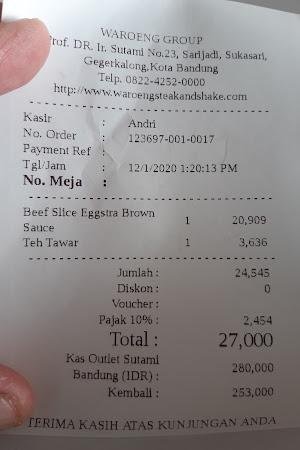 WAROENG GROUP
Prof. DR. Ir. Sutami No.23, Sarijadi, Sukasari,
Gegerkalong,Kota Bandung
Telp. 0822-4252-0000
http://www.waroengsteakandshake.com
Kasir : Andri
No. Order : 123697-001-0017
Payment Ref :
Tgl/Jam : 12/1/2020 1:20:13 PM
No. Meja :
Beef Slice Eggstra Brown 1 20,909
Sauce
Teh Tawar 1 3,636
Jumlah : 24,545
Diskon : 0
Voucher :
Pajak 10% : 2,454
Total : 27,000
Kas Outlet Sutami
Bandung (IDR) : 280,000
Kembali : 253,000
TERIMA KASIH ATAS KUNJUNGAN ANDA